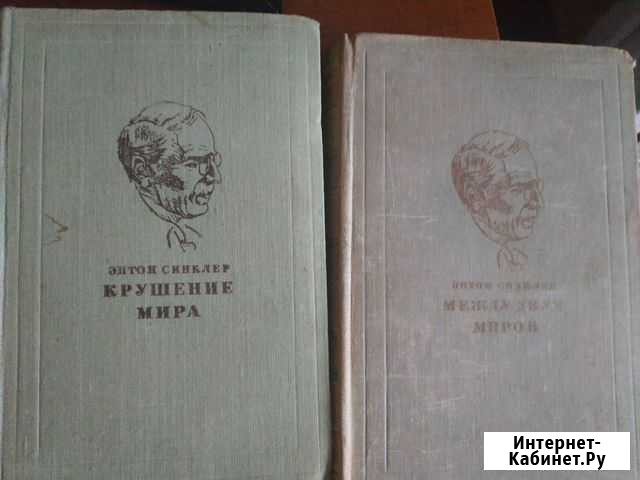 ЭПТОН СИНКЛЕР
КРУШЕНИЕ
МИРА
ЭПТОН СИНКЛЕР
МЕЖДУ ДВУХ
МИРОВ
Интернет-
Кабинет.Ру